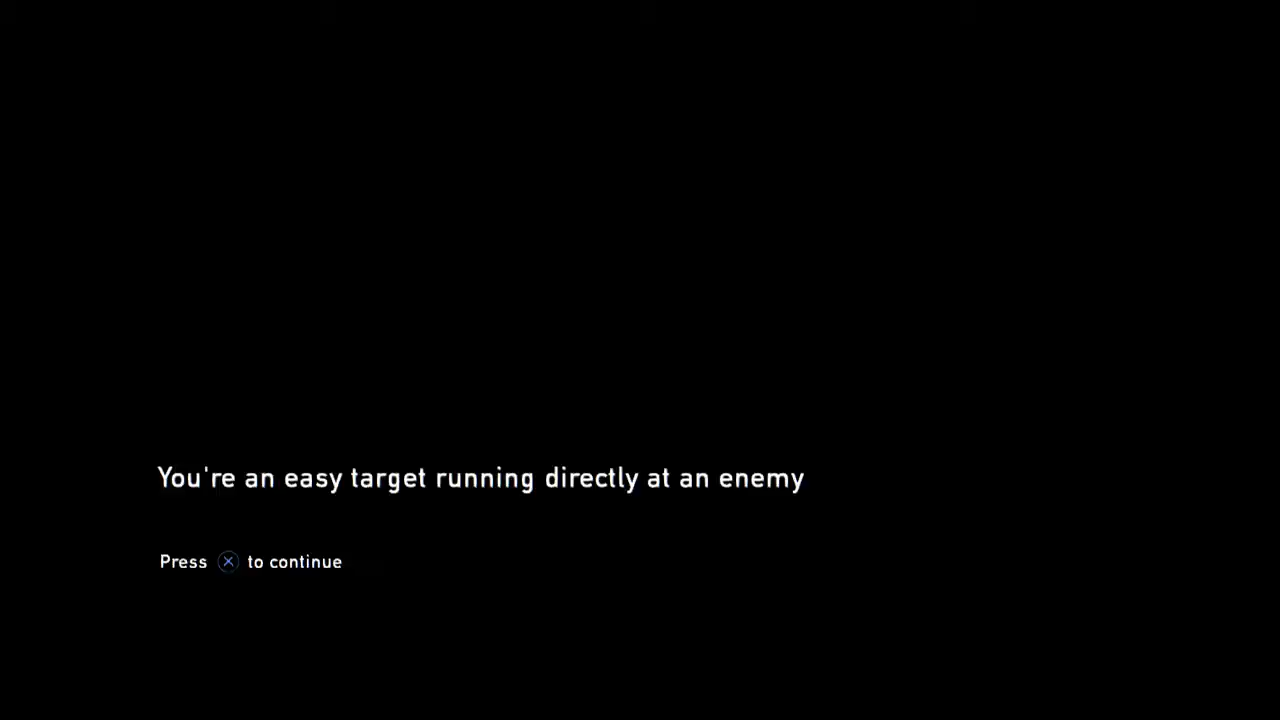 You're an easy target running directly at an enemy
Press ⓧ to continue